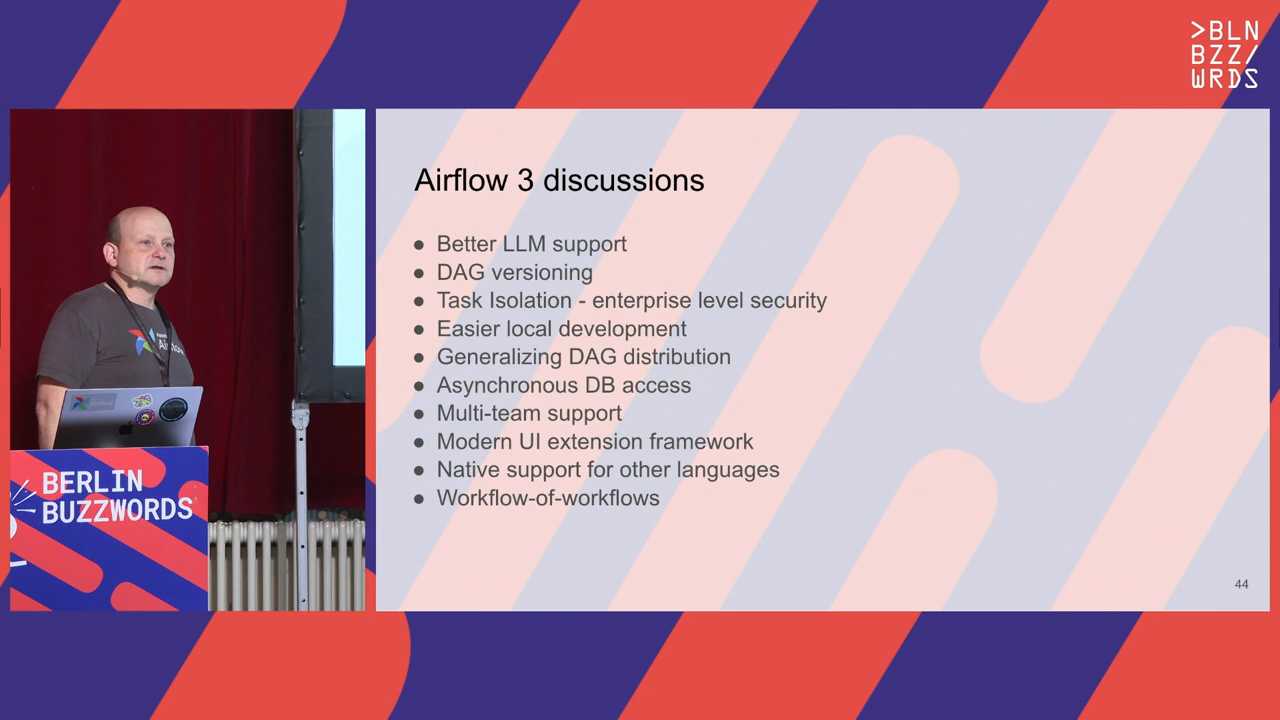 >BLN
BZZ/
WRDS
Airflow 3 discussions
● Better LLM support
● DAG versioning
● Task Isolation - enterprise level security
● Easier local development
● Generalizing DAG distribution
● Asynchronous DB access
● Multi-team support
● Modern UI extension framework
● Native support for other languages
● Workflow-of-workflows
44
BERLIN
BUZZWORDS